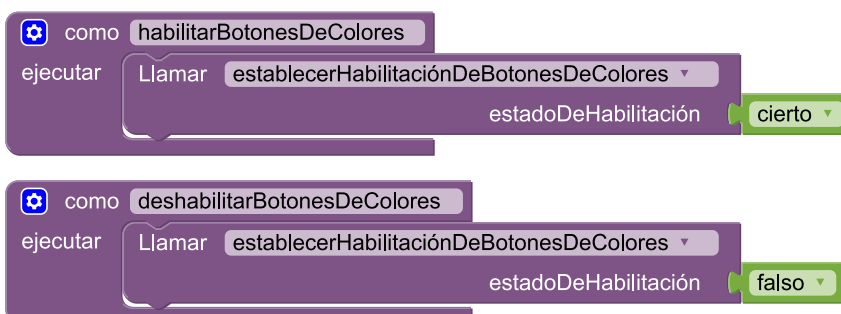 como habilitarBotonesDeColores
ejecutar Llamar establecerHabilitaciónDeBotonesDeColores
estadoDeHabilitación cierto
como deshabilitarBotonesDeColores
ejecutar Llamar establecerHabilitaciónDeBotonesDeColores
estadoDeHabilitación falso